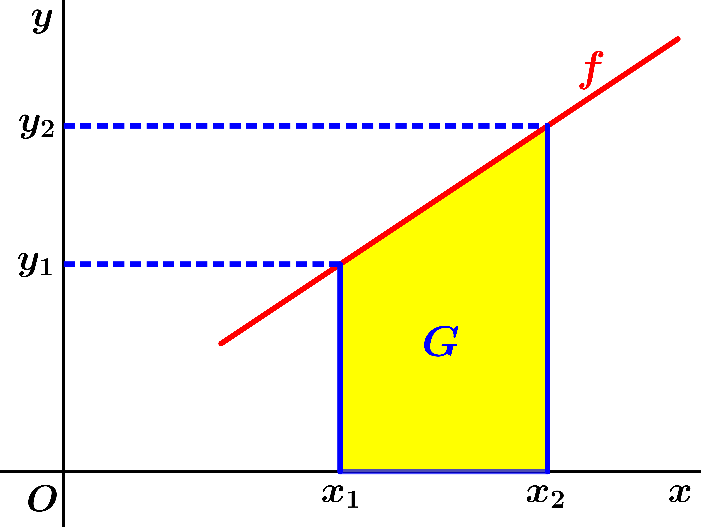 y
f
y₂
y₁
G
O
x₁
x₂
x